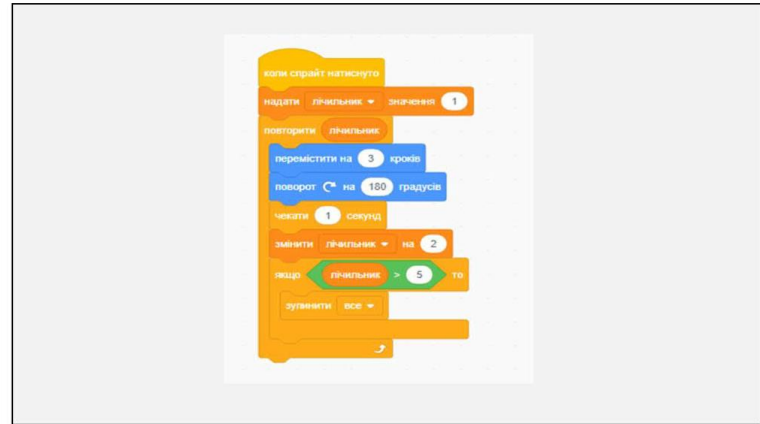 коли спрайт натиснуто
надати лічильник значення 1
повторити лічильник
перемістити на 3 кроків
поворот на 180 градусів
чекати 1 секунд
змінити лічильник на 2
якщо лічильник > 5 то
зупинити все